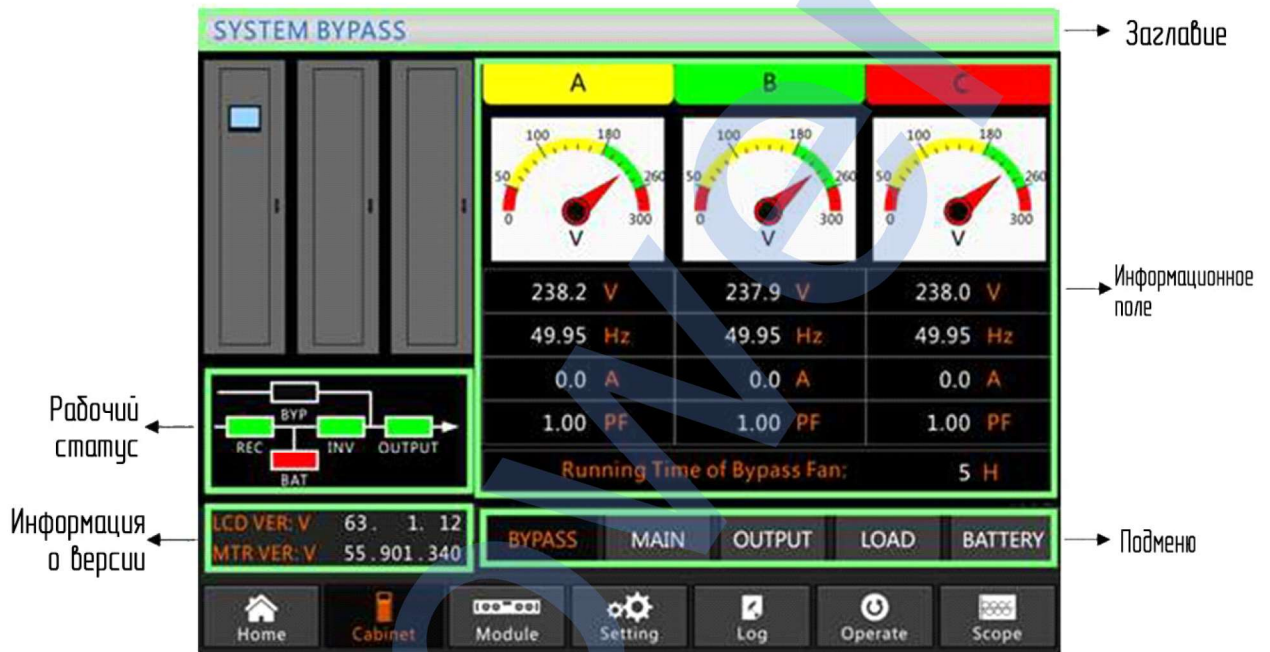 SYSTEM BYPASS
Заглавие
A B C
0 50 100 180 260 300
V
0 50 100 180 260 300
V
0 50 100 180 260 300
V
238.2 V 237.9 V 238.0 V
49.95 Hz 49.95 Hz 49.95 Hz
0.0 A 0.0 A 0.0 A
1.00 PF 1.00 PF 1.00 PF
Running Time of Bypass Fan: 5 H
Информационное
поле
Рабочий
статус
BYP
REC INV OUTPUT
BAT
Информация
о версии
LCD VER: V 63. 1. 12
MTR VER: V 55.901.340
BYPASS MAIN OUTPUT LOAD BATTERY
Подменю
Home Cabinet Module Setting Log Operate Scope